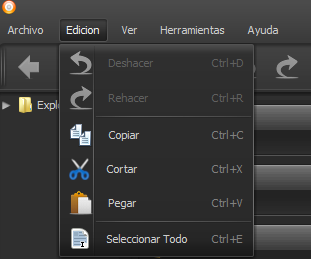 Archivo Edicion Ver Herramientas Ayuda
Deshacer Ctrl+D
Rehacer Ctrl+R
Explo
Copiar Ctrl+C
Cortar Ctrl+X
Pegar Ctrl+V
Seleccionar Todo Ctrl+E